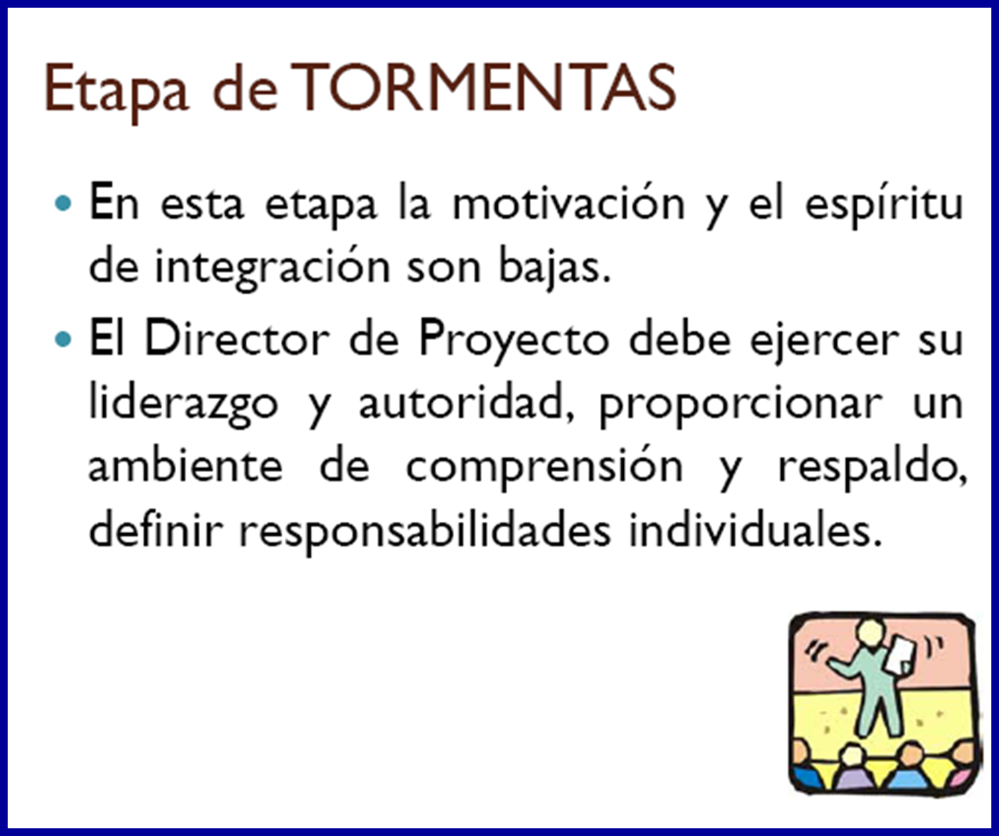 Etapa de TORMENTAS
• En esta etapa la motivación y el espíritu
de integración son bajas.
• El Director de Proyecto debe ejercer su
liderazgo y autoridad, proporcionar un
ambiente de comprensión y respaldo,
definir responsabilidades individuales.